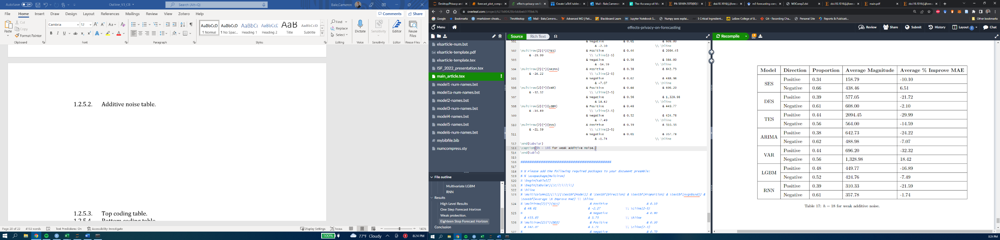 AutoSave Off
Outline_V3_CB
Search (Alt+Q)
Bale,Cameron
File Home Insert Draw Design Layout References Mailings Review View Zotero Help
Comments Share
Paste
Cut
Copy
Format Painter
Clipboard
Cambria 12
Font
Paragraph
AaBbCcD AaBbCcD AaBbC AaBbCcC AaB AaBbCcD
¶ Normal ¶ No Spac... Heading 1 Heading 2 Title Subtitle
Styles
Find
Replace
Select
Editing
Dictate
Voice
Sensitivity
Sensitivity
Editor
Editor
Reuse Files
Reuse Files
1.2.5.2. Additive noise table.
1.2.5.3. Top coding table.
1.2.5.4. Bottom coding table.
Page 20 of 23 4153 words Text Predictions: On Accessibility: Investigate
Display Settings Focus 140%
100% 77°F Cloudy 8:24 PM
Desktop/Privacy-and forecast_plot_compu effects-privacy-on-fo Create LaTeX tables Mail - Bale,Cameron The-Accuracy-of-Ma PII: S0169-2070(00) doi:10.1016/j.ijforec m3 forecasting com M3Comp2.dvi doi:10.1016/j.ijforec main.pdf doi:10.1016/j.ijforec
overleaf.com/project/627b00428b4ddbeb97f9b676
Google Bookmarks rmarkdown-cheats... Throttlestop Mail - Bale,Camero... Advanced MD | Pati... Blackboard Learn Jupyter Notebook S... Numpy axes explai... 5 Critical Ingredient... LeBow College of B... Git - Recording Cha... Personal Site Reports & Publicati... Other bookmarks
Menu
effects-privacy-on-forecasting
Review Share Submit History Layout Chat
Source Rich Text Ω
Recompile
elsarticle-num.bst
elsarticle-template.pdf
elsarticle-template.tex
ISF_2022_presentation.tex
main_article.tex
model1-num-names.bst
model1a-num-names.bst
model2-names.bst
model3-num-names.bst
model4-names.bst
model5-names.bst
model6-num-names.bst
mybibfile.bib
numcompress.sty
File outline
Multivariate LGBM
RNN
Results
High Level Results
One Step Forecast Horizon
Weak protection.
Eighteen Step Forecast Horizon
Conclusion
501 & Negative & 0.61 & 608.00
& -2.10 \\ \hline
502 \multirow{2}{*}{TES} & Positive & 0.44 & 2094.45
& -29.99 \\ \cline{2-5}
503 & Negative & 0.56 & 564.00
& -14.59 \\ \hline
504 \multirow{2}{*}{ARIMA} & Positive & 0.38 & 642.73
& -24.22 \\ \cline{2-5}
505 & Negative & 0.62 & 488.98
& -7.07 \\ \hline
506 \multirow{2}{*}{VAR} & Positive & 0.44 & 696.20
& -32.32 \\ \cline{2-5}
507 & Negative & 0.56 & 1,328.98
& 18.42 \\ \hline
508 \multirow{2}{*}{LGBM} & Positive & 0.48 & 449.77
& -16.89 \\ \cline{2-5}
509 & Negative & 0.52 & 424.76
& -7.49 \\ \hline
510 \multirow{2}{*}{RNN} & Positive & 0.39 & 310.33
& -21.59 \\ \cline{2-5}
511 & Negative & 0.61 & 357.78
& -1.74 \\ \hline
512 \end{tabular}
513 \caption{$h = 18$ for weak additive noise.}
514 \end{table}
515
516 %%%%%%%%%%%%%%%%%%%%%%%%%%%%%%%%%%%%%%%%%%%%%%%%%%
517
518 % % Please add the following required packages to your document preamble:
519 % % \usepackage{multirow}
520 % \begin{table}[]
521 % \begin{tabular}{|c|l|l|l|l|}
522 % \hline
523 % \multicolumn{1}{|l|}{\textbf{Model}} & \textbf{Direction} & \textbf{Proportion} & \textbf{AvgAbsAdj} &
\textbf{Average \% Improve MAE} \\ \hline
524 % \multirow{2}{*}{SES} & Positive & 0.10
& 46.61 & -2.27 \\ \cline{2-5}
525 % & Negative & 0.90
& 433.83 & 3.75 \\ \hline
526 % \multirow{2}{*}{DES} & Positive & 0.30
& 162.07 & 1.73 \\ \cline{2-5}
527 % & Negative & 0.70
Model Direction Proportion Average Magnitude Average % Improve MAE
SES Positive 0.34 158.79 -10.10
Negative 0.66 438.46 6.51
DES Positive 0.39 577.05 -21.72
Negative 0.61 608.00 -2.10
TES Positive 0.44 2094.45 -29.99
Negative 0.56 564.00 -14.59
ARIMA Positive 0.38 642.73 -24.22
Negative 0.62 488.98 -7.07
VAR Positive 0.44 696.20 -32.32
Negative 0.56 1,328.98 18.42
LGBM Positive 0.48 449.77 -16.89
Negative 0.52 424.76 -7.49
RNN Positive 0.39 310.33 -21.59
Negative 0.61 357.78 -1.74
Table 17: h = 18 for weak additive noise.
8:24 PM